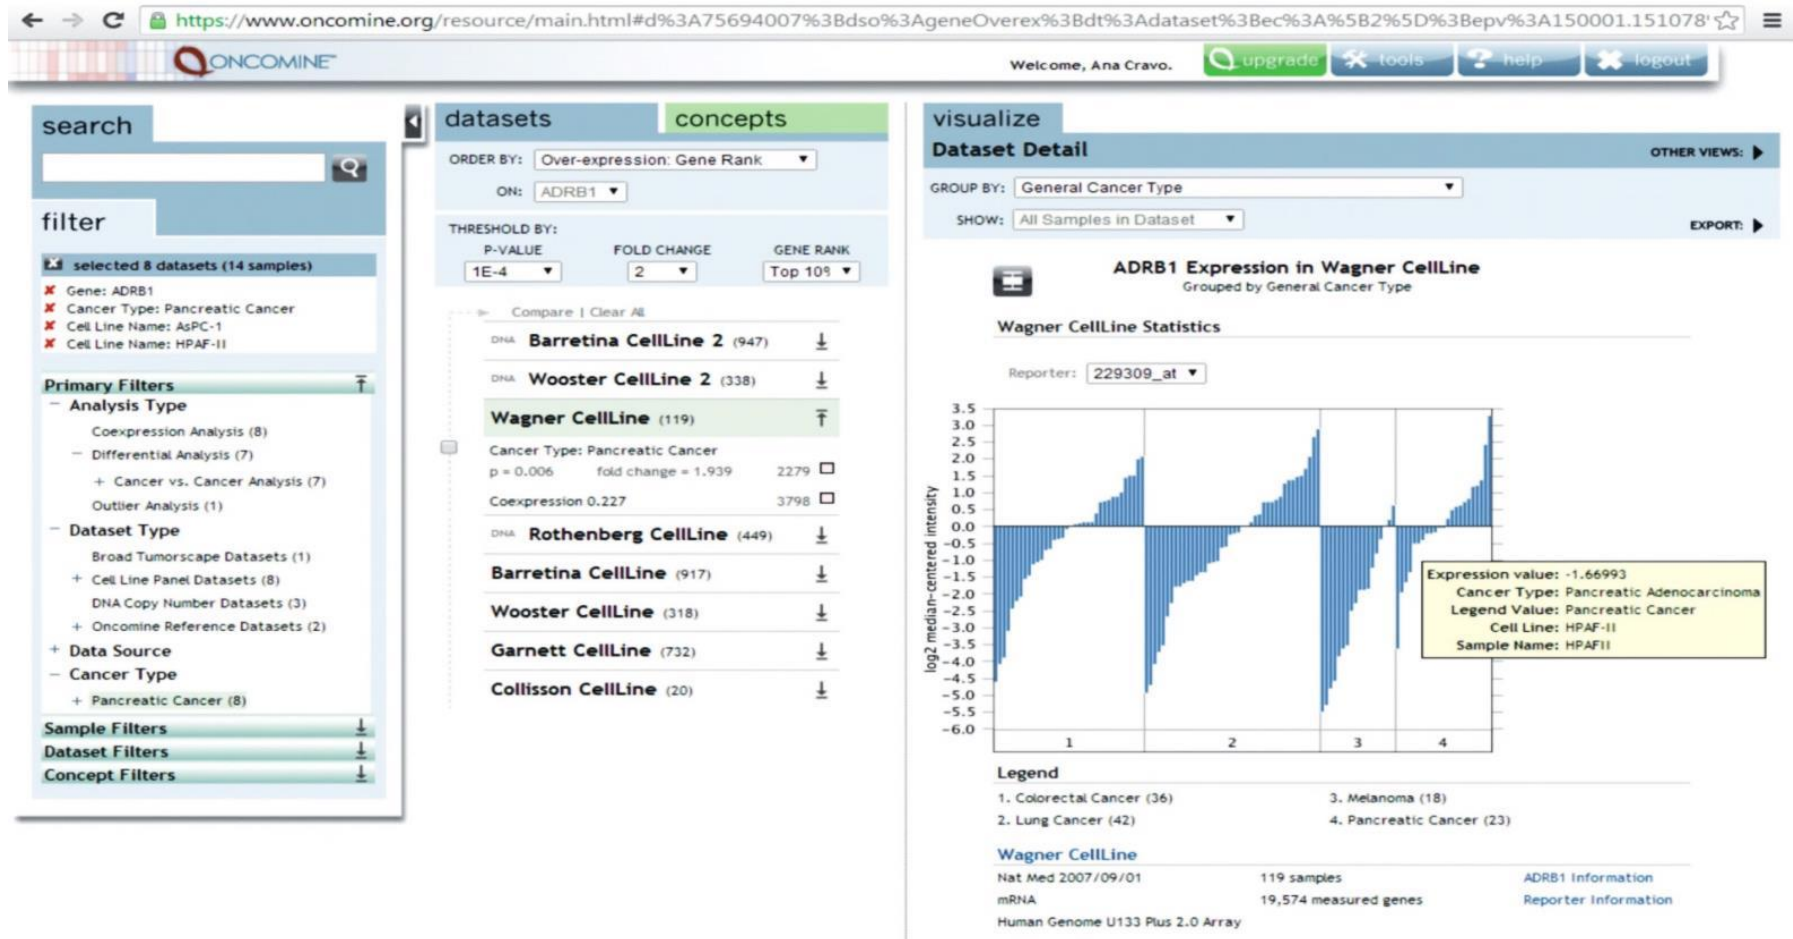 https://www.oncomine.org/resource/main.html#d%3A75694007%3Bdso%3AgeneOverex%3Bdt%3Adataset%3Bec%3A%5B2%5D%3Bepv%3A150001.151078'
ONCOMINE™
Welcome, Ana Cravo.
upgrade
tools
help
logout
search
filter
selected 8 datasets (14 samples)
Gene: ADRB1
Cancer Type: Pancreatic Cancer
Cell Line Name: AsPC-1
Cell Line Name: HPAF-II
Primary Filters
− Analysis Type
Coexpression Analysis (8)
− Differential Analysis (7)
+ Cancer vs. Cancer Analysis (7)
Outlier Analysis (1)
− Dataset Type
Broad Tumorscape Datasets (1)
+ Cell Line Panel Datasets (8)
DNA Copy Number Datasets (3)
+ Oncomine Reference Datasets (2)
+ Data Source
− Cancer Type
+ Pancreatic Cancer (8)
Sample Filters
Dataset Filters
Concept Filters
datasets
concepts
ORDER BY: Over-expression: Gene Rank
ON: ADRB1
THRESHOLD BY:
P-VALUE FOLD CHANGE GENE RANK
1E-4 2 Top 10%
Compare | Clear All
DNA Barretina CellLine 2 (947)
DNA Wooster CellLine 2 (338)
Wagner CellLine (119)
Cancer Type: Pancreatic Cancer
p = 0.006 fold change = 1.939 2279
Coexpression 0.227 3798
DNA Rothenberg CellLine (449)
Barretina CellLine (917)
Wooster CellLine (318)
Garnett CellLine (732)
Collisson CellLine (20)
visualize
Dataset Detail
OTHER VIEWS:
GROUP BY: General Cancer Type
SHOW: All Samples in Dataset
EXPORT:
ADRB1 Expression in Wagner CellLine
Grouped by General Cancer Type
Wagner CellLine Statistics
Reporter: 229309_at
log2 median-centered intensity
3.5
3.0
2.5
2.0
1.5
1.0
0.5
0.0
-0.5
-1.0
-1.5
-2.0
-2.5
-3.0
-3.5
-4.0
-4.5
-5.0
-5.5
-6.0
1 2 3 4
Expression value: -1.66993
Cancer Type: Pancreatic Adenocarcinoma
Legend Value: Pancreatic Cancer
Cell Line: HPAF-II
Sample Name: HPAFII
Legend
1. Colorectal Cancer (36) 3. Melanoma (18)
2. Lung Cancer (42) 4. Pancreatic Cancer (23)
Wagner CellLine
Nat Med 2007/09/01 119 samples ADRB1 Information
mRNA 19,574 measured genes Reporter Information
Human Genome U133 Plus 2.0 Array